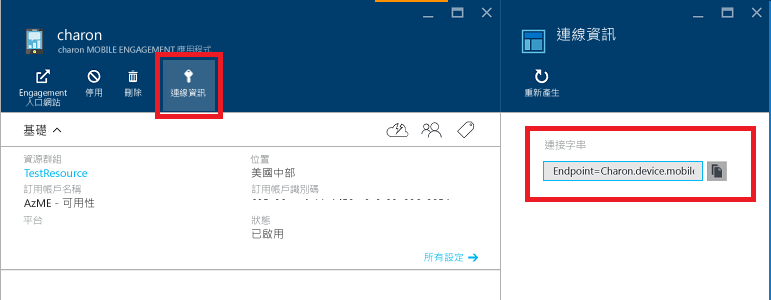 charon
charon MOBILE ENGAGEMENT 應用程式
Engagement
入口網站
停用
刪除
連線資訊
基礎
資源群組
TestResource
訂用帳戶名稱
AzME - 可用性
平台
位置
美國中部
訂用帳戶識別碼
狀態
已啟用
所有設定
連線資訊
重新產生
連接字串
Endpoint=Charon.device.mobile